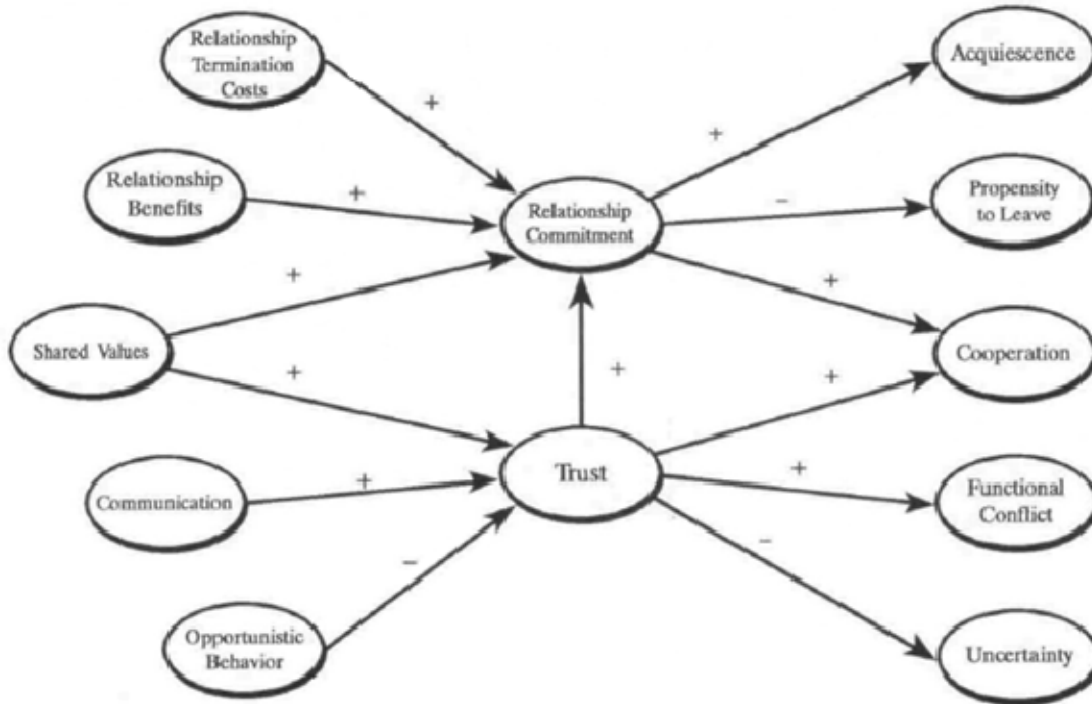 Relationship
Termination
Costs
Acquiescence
+
+
Relationship
Benefits
+
Relationship
Commitment
−
Propensity
to Leave
+
+
Shared Values
+
+
+
Cooperation
Trust
Communication
+
+
Functional
Conflict
−
−
Opportunistic
Behavior
Uncertainty